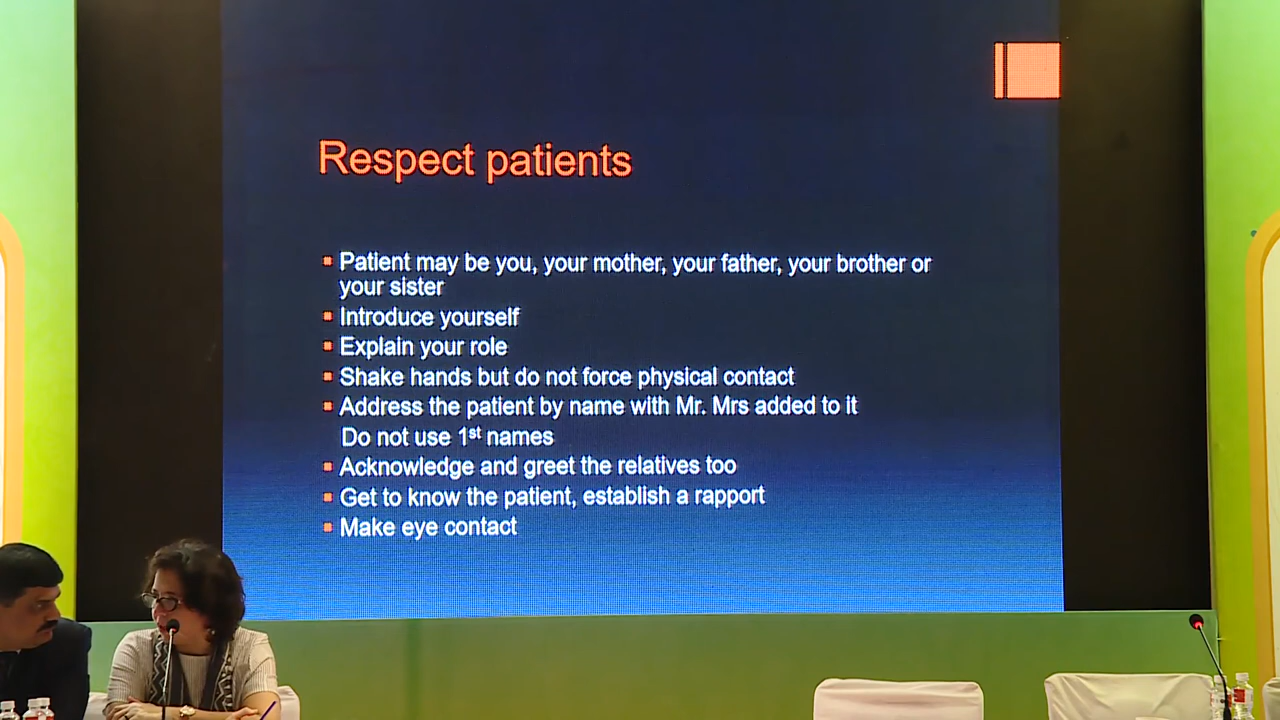 Respect patients
Patient may be you, your mother, your father, your brother or
your sister
Introduce yourself
Explain your role
Shake hands but do not force physical contact
Address the patient by name with Mr. Mrs added to it
Do not use 1st names
Acknowledge and greet the relatives too
Get to know the patient, establish a rapport
Make eye contact